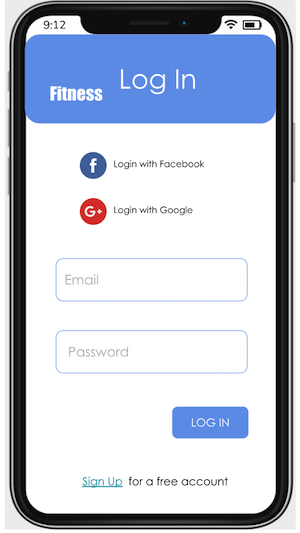 9:12
Log In
Fitness
Login with Facebook
G+ Login with Google
Email
Password
LOG IN
Sign Up for a free account